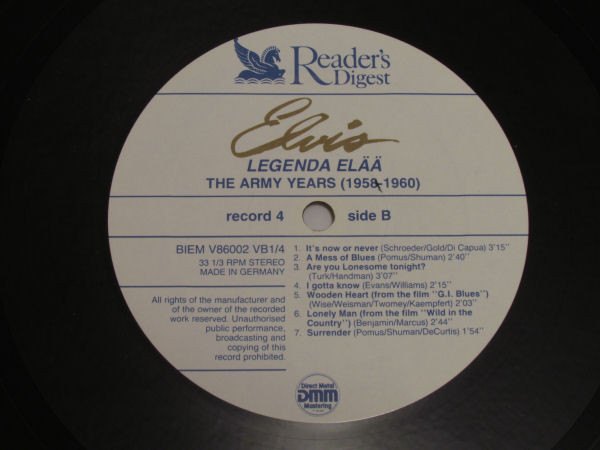 Reader's
Digest
Elvis
LEGENDA ELÄÄ
THE ARMY YEARS (1958-1960)
record 4
side B
BIEM V86002 VB1/4
33 1/3 RPM STEREO
MADE IN GERMANY
All rights of the manufacturer and
of the owner of the recorded
work reserved. Unauthorised
public performance,
broadcasting and
copying of this
record prohibited.
1. It's now or never (Schroeder/Gold/Di Capua) 3'15''
2. A Mess of Blues (Pomus/Shuman) 2'40''
3. Are you Lonesome tonight?
(Turk/Handman) 3'07''
4. I gotta know (Evans/Williams) 2'15''
5. Wooden Heart (from the film ''G.I. Blues'')
(Wise/Weisman/Twomey/Kaempfert) 2'03''
6. Lonely Man (from the film ''Wild in the
Country'') (Benjamin/Marcus) 2'44''
7. Surrender (Pomus/Shuman/DeCurtis) 1'54''
Direct Metal
DMM
Mastering